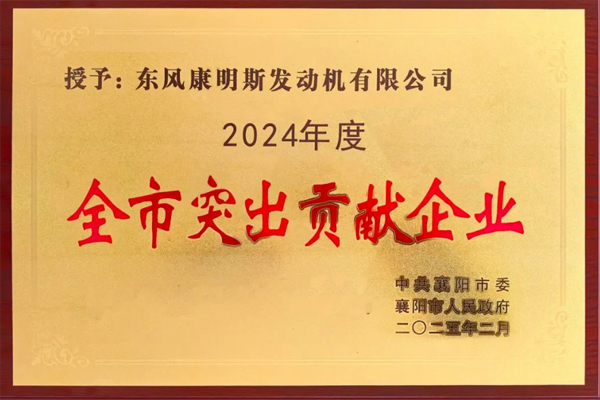 授予：东风康明斯发动机有限公司
2024年度
全市突出贡献企业
中共襄阳市委
襄阳市人民政府
二〇二五年二月